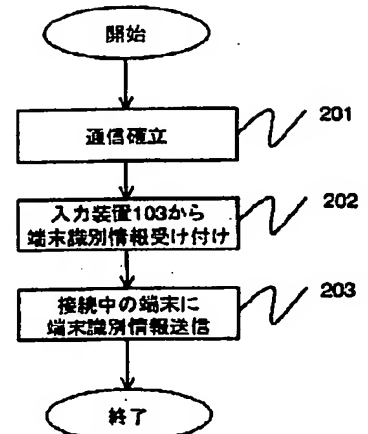 開始
通信確立
201
入力装置103から
端末識別情報受け付け
202
接続中の端末に
端末識別情報送信
203
終了